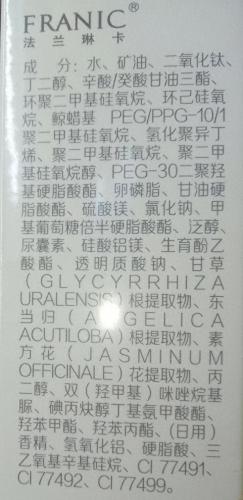 FRANIC®
法兰琳卡
成 分：水、矿油、二氧化钛、
丁二醇、辛酸/癸酸甘油三酯、
环聚二甲基硅氧烷、环己硅氧
烷、鲸蜡基 PEG/PPG-10/1
聚二甲基硅氧烷、氢化聚异丁
烯、聚二甲基硅氧烷、聚二甲
基硅氧烷醇、PEG-30二聚羟
基硬脂酸酯、卵磷脂、甘油硬
脂酸酯、硫酸镁、氯化钠、甲
基葡萄糖倍半硬脂酸酯、泛醇、
尿囊素、硅酸铝镁、生育酚乙
酸酯、透明质酸钠、甘草
(GLYCYRRHIZA
URALENSIS)根提取物、东
当归(ANGELICA
ACUTILOBA)根提取物、素
方花(JASMINUM
OFFICINALE)花提取物、丙
二醇、双(羟甲基)咪唑烷基
脲、碘丙炔醇丁基氨甲酸酯、
羟苯甲酯、羟苯丙酯、(日用)
香精、氢氧化铝、硬脂酸、三
乙氧基辛基硅烷、CI 77491、
CI 77492、CI 77499。